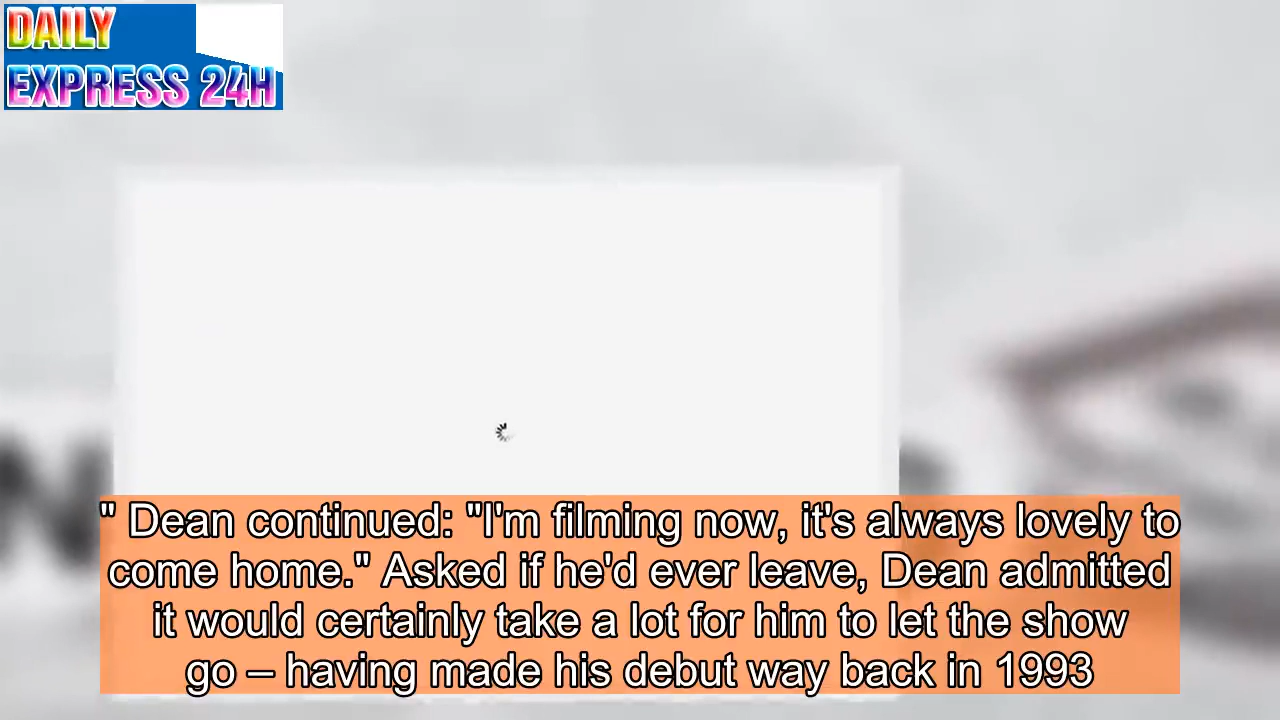 DAILY
EXPRESS 24H
" Dean continued: "I'm filming now, it's always lovely to
come home." Asked if he'd ever leave, Dean admitted
it would certainly take a lot for him to let the show
go – having made his debut way back in 1993